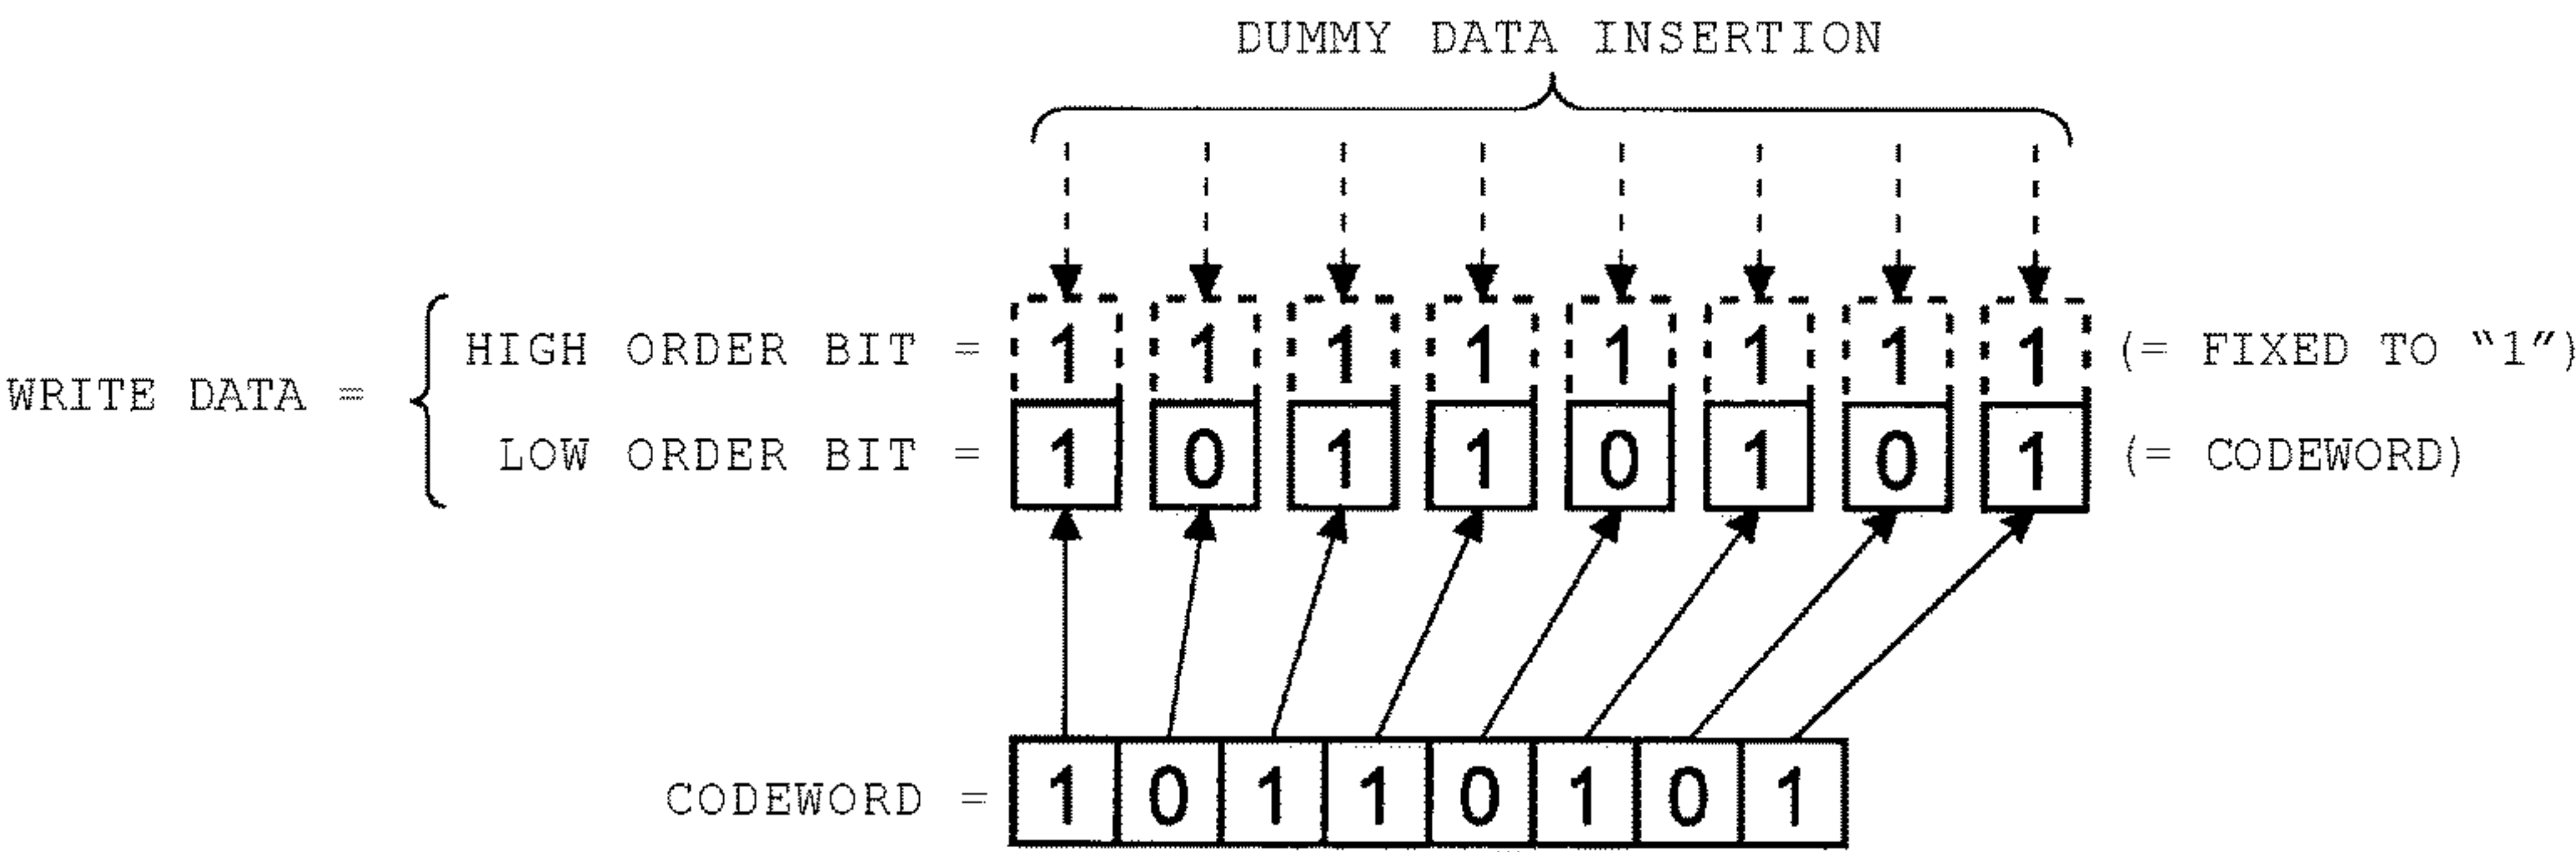 DUMMY DATA INSERTION
WRITE DATA =
HIGH ORDER BIT = 1 1 1 1 1 1 1 1 (= FIXED TO “1”)
LOW ORDER BIT = 1 0 1 1 0 1 0 1 (= CODEWORD)
CODEWORD = 1 0 1 1 0 1 0 1